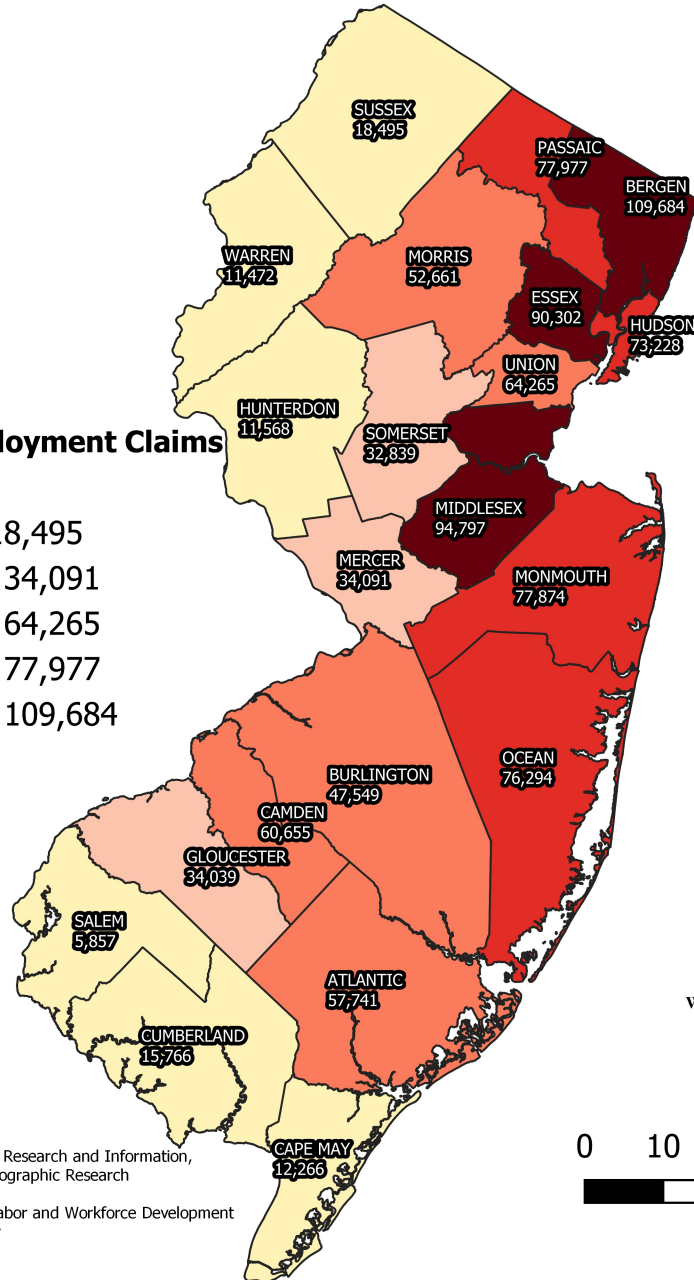 SUSSEX
18,495
PASSAIC
77,977
BERGEN
109,684
WARREN
11,472
MORRIS
52,661
ESSEX
90,302
HUDSON
73,228
UNION
64,265
HUNTERDON
11,568
SOMERSET
32,839
loyment Claims
MIDDLESEX
94,797
18,495
MERCER
34,091
34,091
MONMOUTH
77,874
64,265
77,977
109,684
OCEAN
76,294
BURLINGTON
47,549
CAMDEN
60,655
GLOUCESTER
34,039
SALEM
5,857
ATLANTIC
57,741
W
CUMBERLAND
15,766
CAPE MAY
12,266
0 10
Research and Information,
ographic Research
abor and Workforce Development